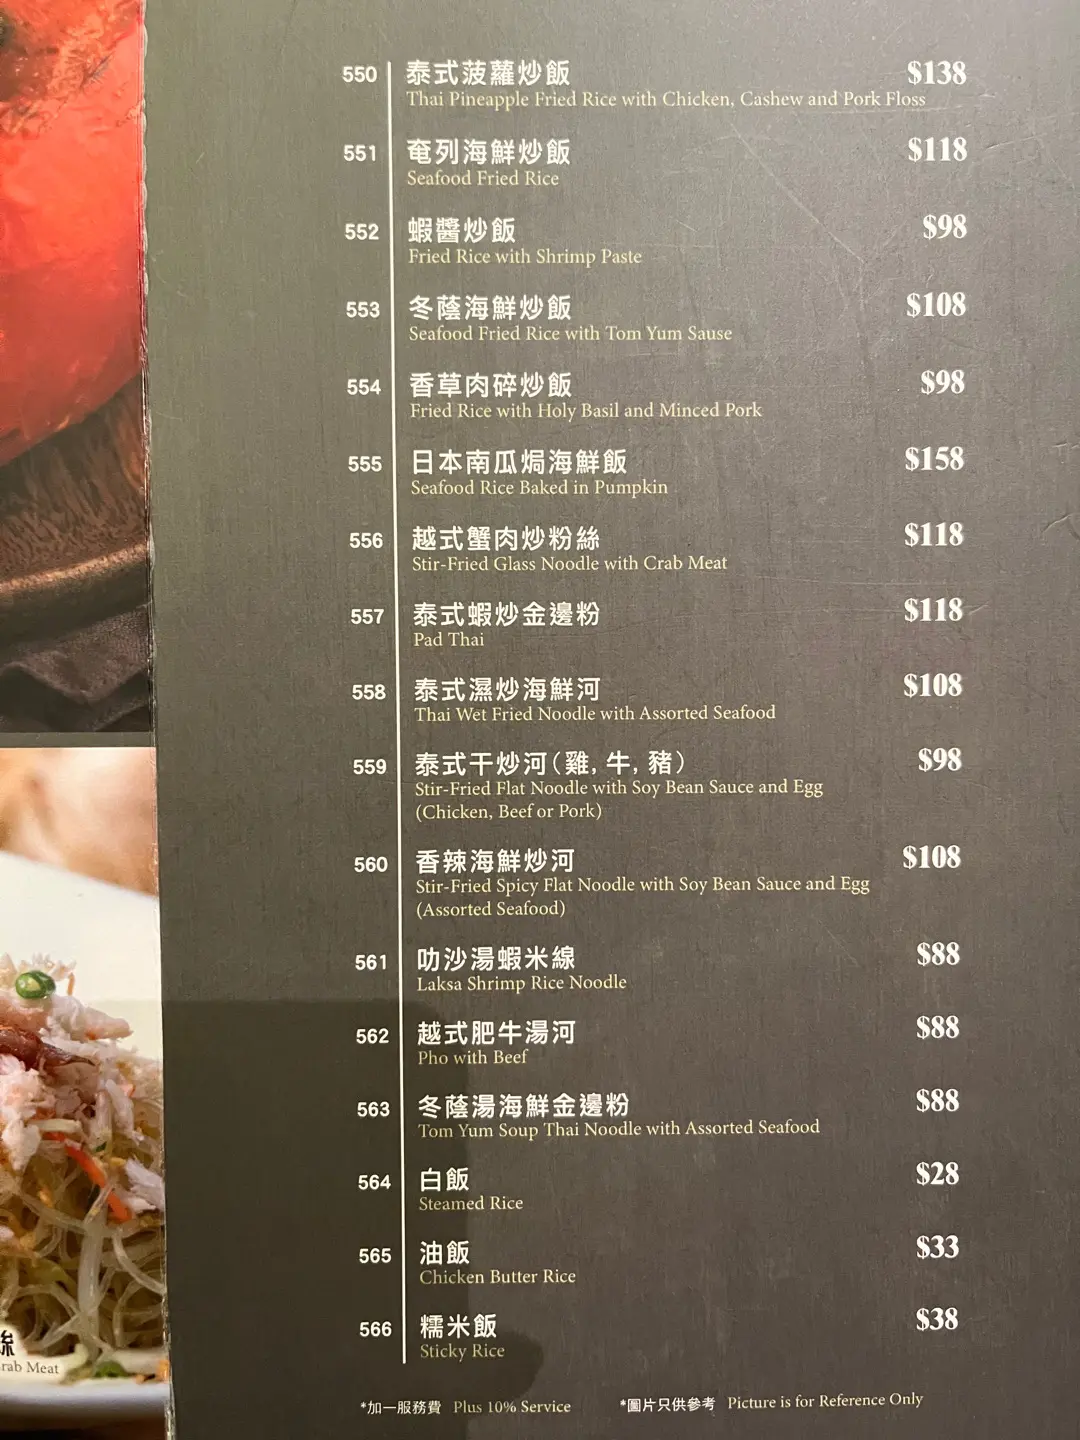 550 泰式菠蘿炒飯 $138
Thai Pineapple Fried Rice with Chicken, Cashew and Pork Floss
551 奄列海鮮炒飯 $118
Seafood Fried Rice
552 蝦醬炒飯 $98
Fried Rice with Shrimp Paste
553 冬蔭海鮮炒飯 $108
Seafood Fried Rice with Tom Yum Sause
554 香草肉碎炒飯 $98
Fried Rice with Holy Basil and Minced Pork
555 日本南瓜焗海鮮飯 $158
Seafood Rice Baked in Pumpkin
556 越式蟹肉炒粉絲 $118
Stir-Fried Glass Noodle with Crab Meat
557 泰式蝦炒金邊粉 $118
Pad Thai
558 泰式濕炒海鮮河 $108
Thai Wet Fried Noodle with Assorted Seafood
559 泰式干炒河(雞, 牛, 豬) $98
Stir-Fried Flat Noodle with Soy Bean Sauce and Egg
(Chicken, Beef or Pork)
560 香辣海鮮炒河 $108
Stir-Fried Spicy Flat Noodle with Soy Bean Sauce and Egg
(Assorted Seafood)
561 叻沙湯蝦米線 $88
Laksa Shrimp Rice Noodle
562 越式肥牛湯河 $88
Pho with Beef
563 冬蔭湯海鮮金邊粉 $88
Tom Yum Soup Thai Noodle with Assorted Seafood
564 白飯 $28
Steamed Rice
565 油飯 $33
Chicken Butter Rice
566 糯米飯 $38
Sticky Rice
絲
rab Meat
*加一服務費 Plus 10% Service *圖片只供參考 Picture is for Reference Only